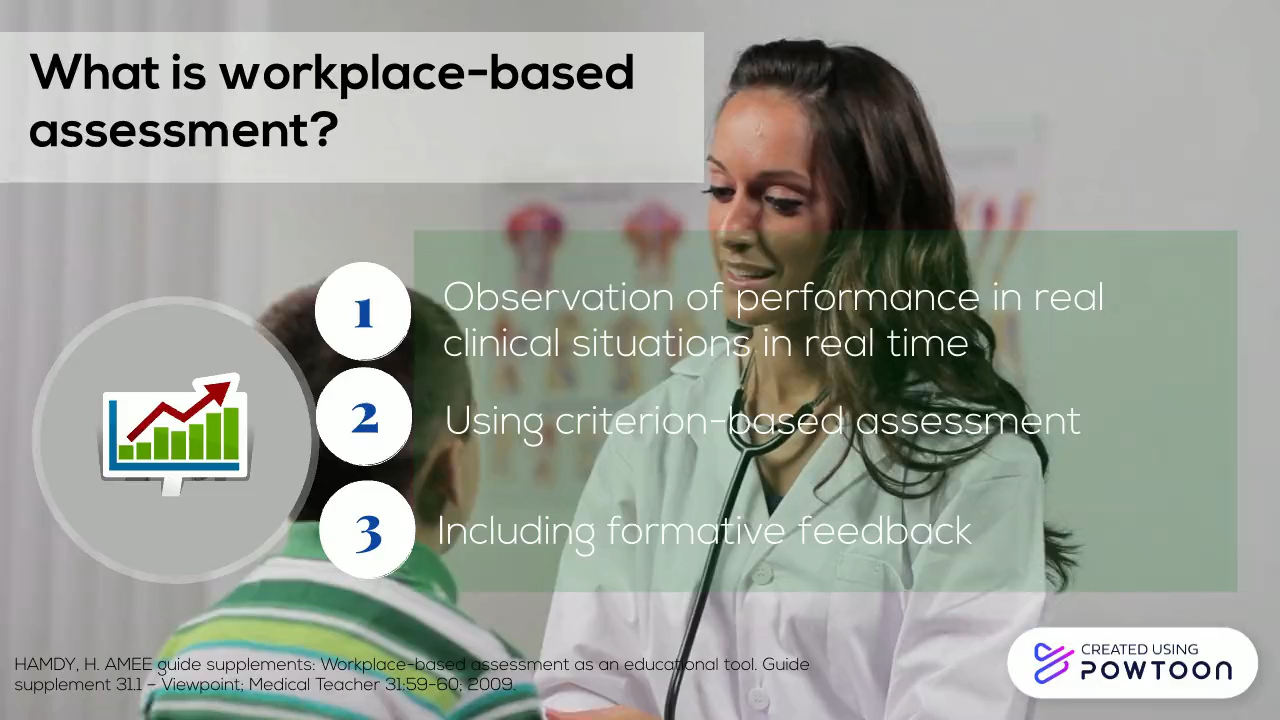 What is workplace-based
assessment?
1
Observation of performance in real
clinical situations in real time
2
Using criterion-based assessment
3
Including formative feedback
HAMDY, H. AMEE guide supplements: Workplace-based assessment as an educational tool. Guide
supplement 31.1 – Viewpoint; Medical Teacher 31:59-60; 2009.
CREATED USING
POWTOON